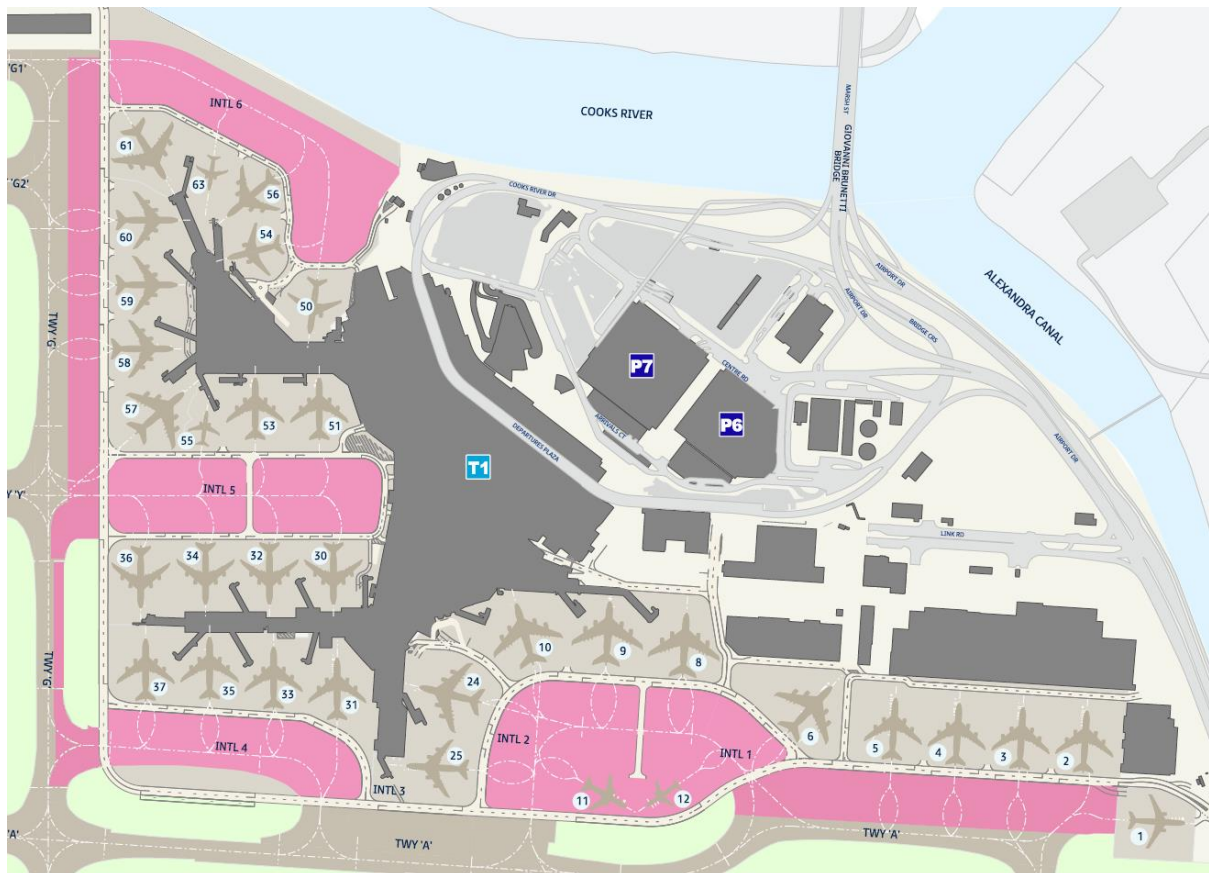 'G1'
INTL 6
COOKS RIVER
MARSH ST
GIOVANNI BRUNETTI
BRIDGE
61
63
56
'G2'
COOKS RIVER DR
60
54
AIRPORT DR
ALEXANDRA CANAL
59
50
AIRPORT DR
BRIDGE CRS
TWY 'G'
58
P7
CENTRE RD
57
55
53
51
ARRIVALS CT
P6
DEPARTURES PLAZA
AIRPORT DR
T1
INTL 5
'Y'
LINK RD
36
34
32
30
10
9
8
TWY 'G'
37
35
33
31
24
INTL 4
25
INTL 2
INTL 1
6
5
4
3
2
INTL 3
11
12
1
'A'
TWY 'A'
TWY 'A'